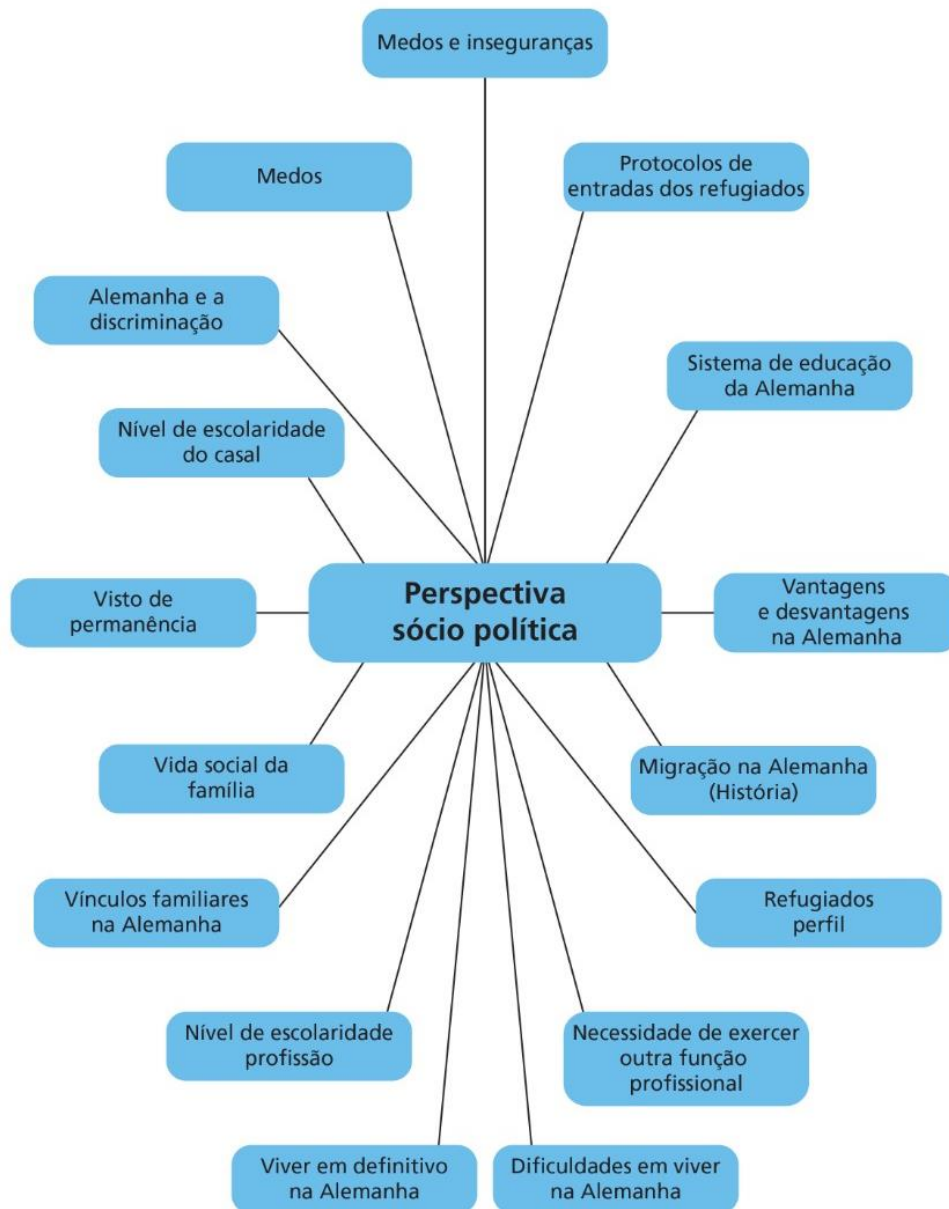 Medos e inseguranças
Medos
Protocolos de
entradas dos refugiados
Alemanha e a
discriminação
Sistema de educação
da Alemanha
Nível de escolaridade
do casal
Perspectiva
sócio política
Visto de
permanência
Vantagens
e desvantagens
na Alemanha
Vida social da
família
Migração na Alemanha
(História)
Vínculos familiares
na Alemanha
Refugiados
perfil
Nível de escolaridade
profissão
Necessidade de exercer
outra função
profissional
Viver em definitivo
na Alemanha
Dificuldades em viver
na Alemanha